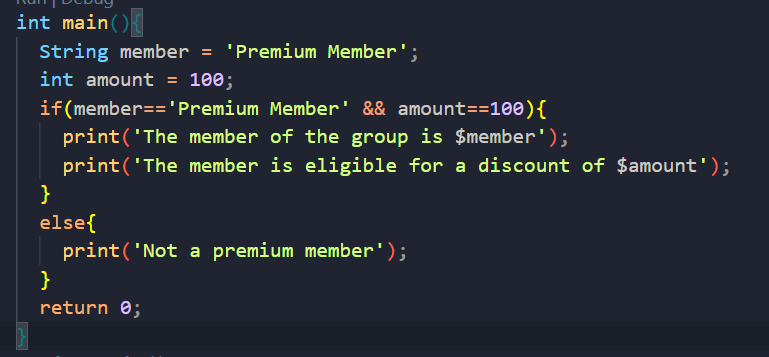 Run | Debug
int main(){
  String member = 'Premium Member';
  int amount = 100;
  if(member=='Premium Member' && amount==100){
    print('The member of the group is $member');
    print('The member is eligible for a discount of $amount');
  }
  else{
    print('Not a premium member');
  }
  return 0;
}